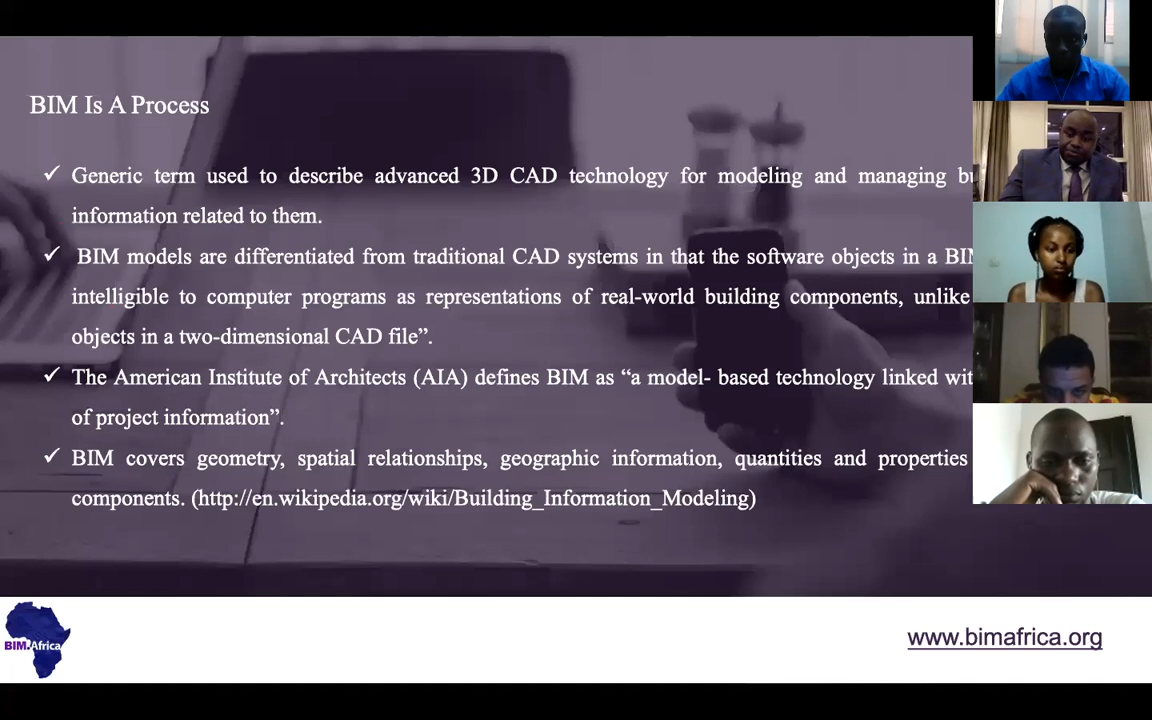 BIM Is A Process
✓ Generic term used to describe advanced 3D CAD technology for modeling and managing
information related to them.
✓ BIM models are differentiated from traditional CAD systems in that the software objects in a BIM
intelligible to computer programs as representations of real-world building components, unlike
objects in a two-dimensional CAD file”.
✓ The American Institute of Architects (AIA) defines BIM as “a model- based technology linked
of project information”.
✓ BIM covers geometry, spatial relationships, geographic information, quantities and properties
components. (http://en.wikipedia.org/wiki/Building_Information_Modeling)
BIM Africa
www.bimafrica.org